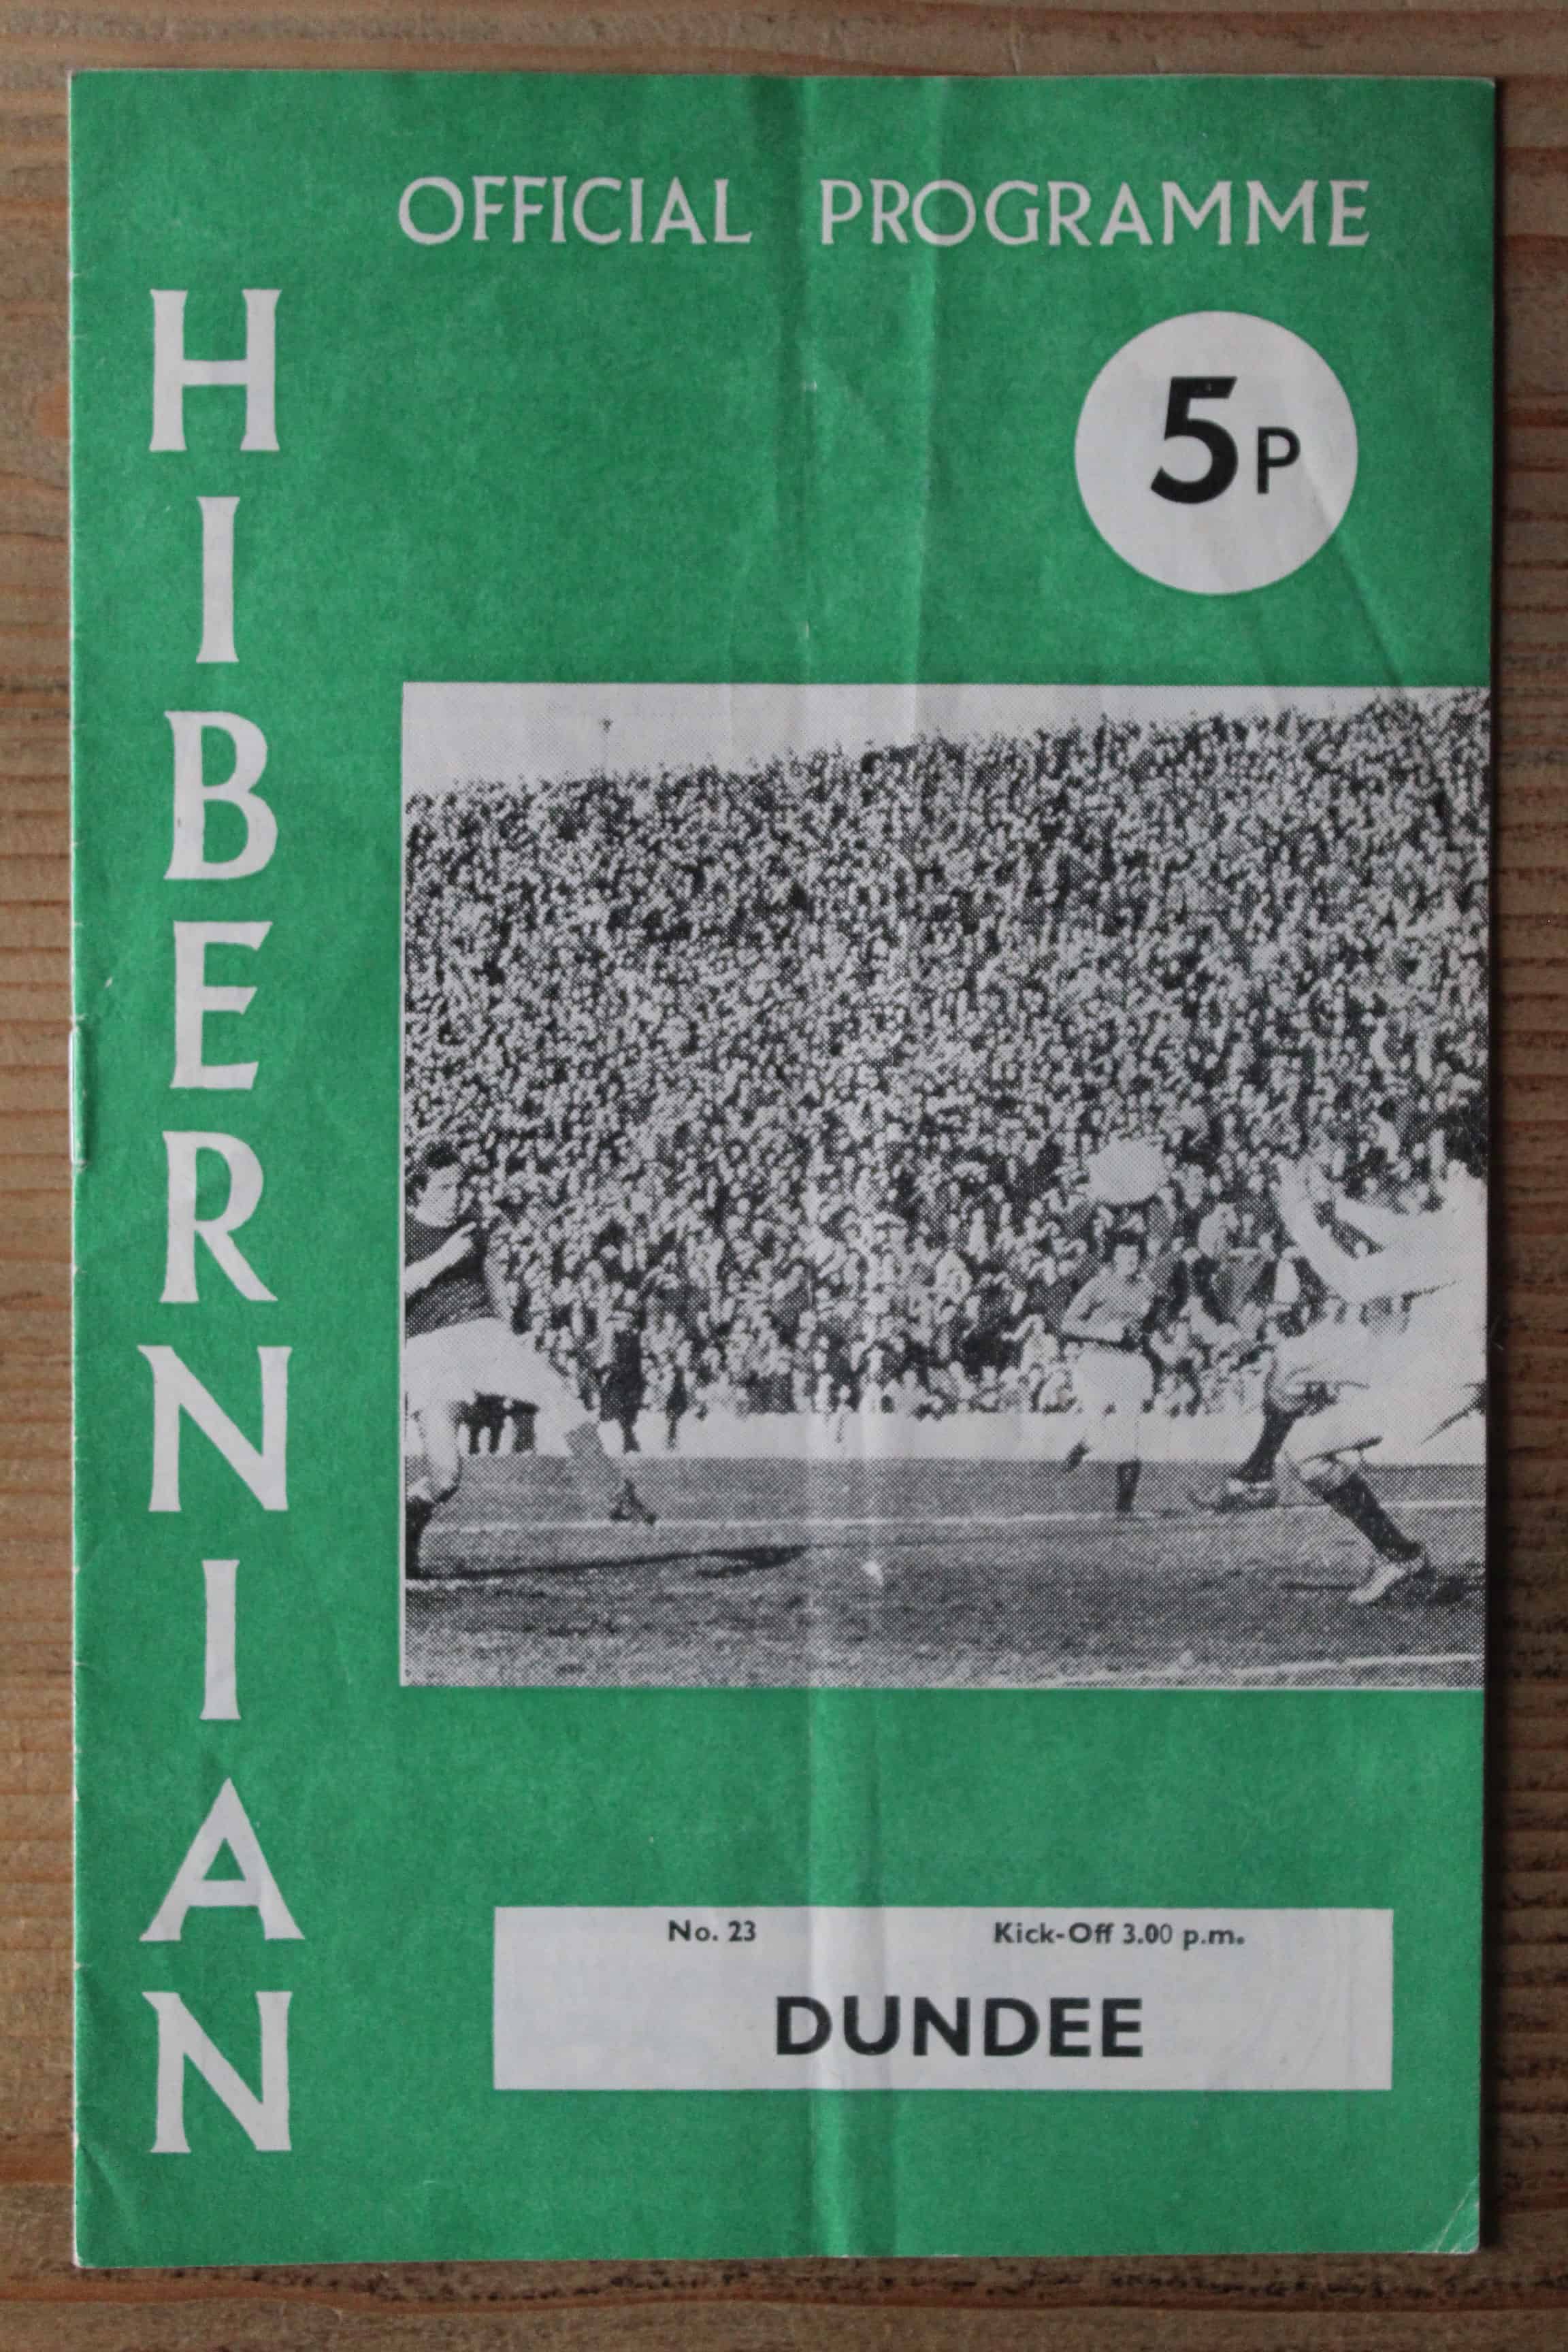 OFFICIAL PROGRAMME
HIBERNIAN
5P
No. 23 Kick-Off 3.00 p.m.
DUNDEE